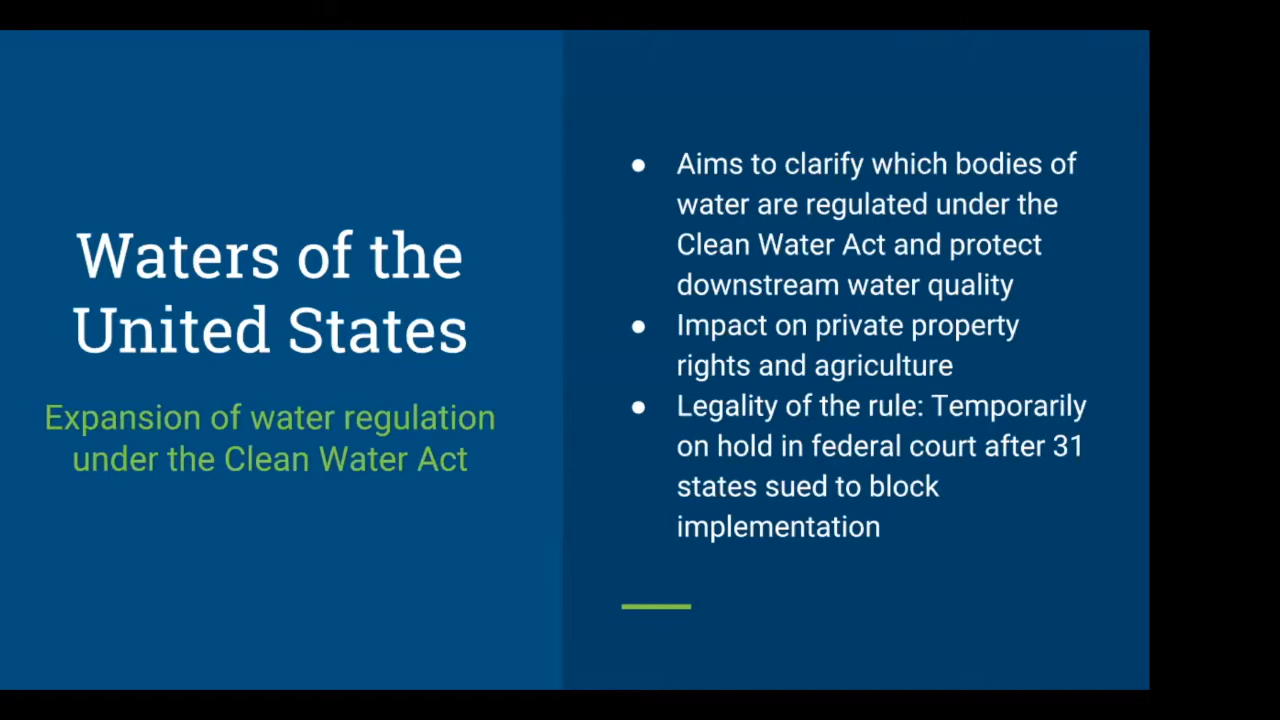 Waters of the
United States
Expansion of water regulation
under the Clean Water Act
● Aims to clarify which bodies of
water are regulated under the
Clean Water Act and protect
downstream water quality
● Impact on private property
rights and agriculture
● Legality of the rule: Temporarily
on hold in federal court after 31
states sued to block
implementation